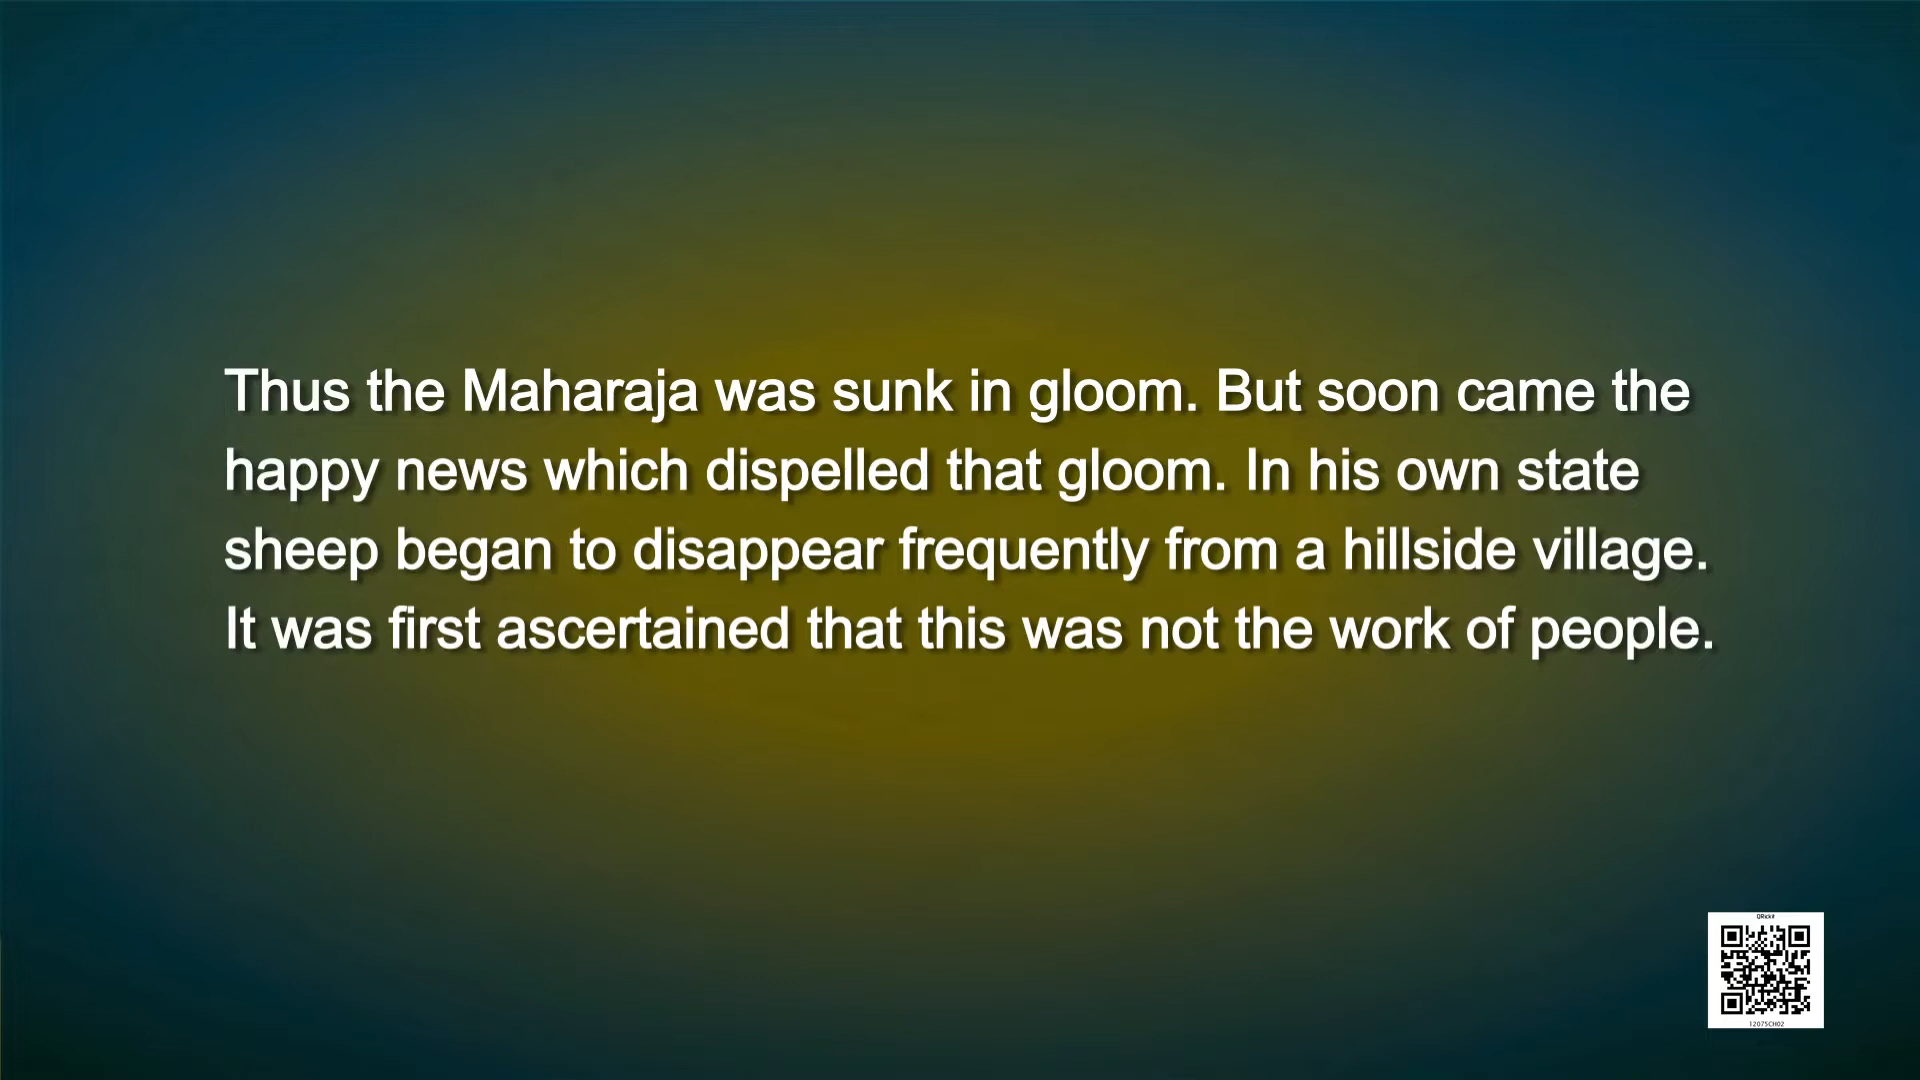 Thus the Maharaja was sunk in gloom. But soon came the
happy news which dispelled that gloom. In his own state
sheep began to disappear frequently from a hillside village.
It was first ascertained that this was not the work of people.
QRickit
12075CH02